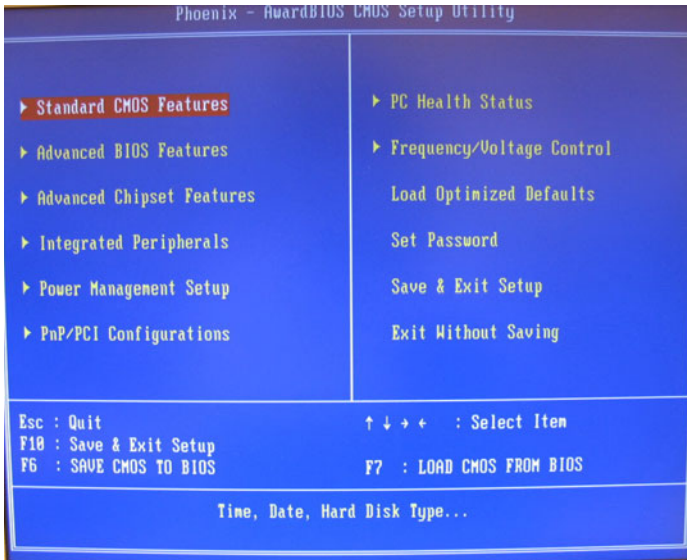 Phoenix - AwardBIOS CMOS Setup Utility
▶ Standard CMOS Features
▶ Advanced BIOS Features
▶ Advanced Chipset Features
▶ Integrated Peripherals
▶ Power Management Setup
▶ PnP/PCI Configurations
▶ PC Health Status
▶ Frequency/Voltage Control
Load Optimized Defaults
Set Password
Save & Exit Setup
Exit Without Saving
Esc : Quit
F10 : Save & Exit Setup
F6 : SAVE CMOS TO BIOS
↑ ↓ → ← : Select Item
F7 : LOAD CMOS FROM BIOS
Time, Date, Hard Disk Type...